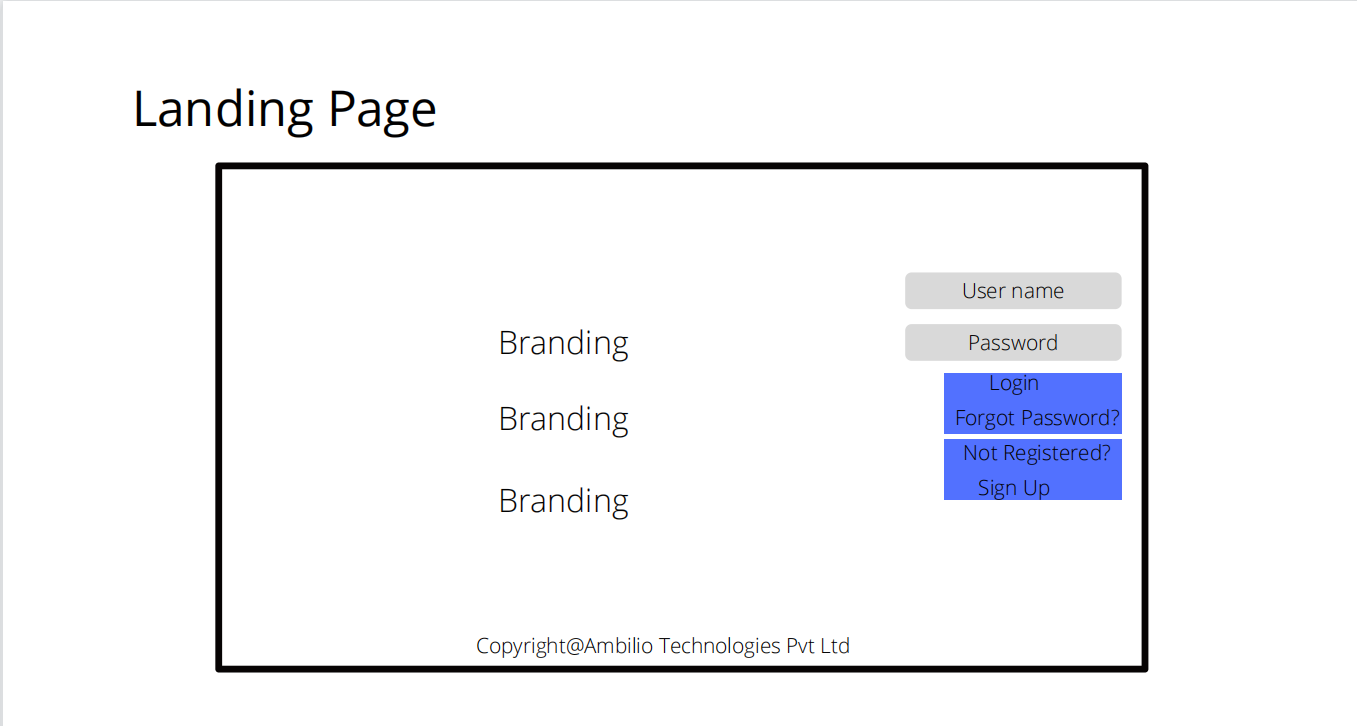 Landing Page
User name
Branding
Password
Login
Branding
Forgot Password?
Not Registered?
Branding
Sign Up
Copyright@Ambilio Technologies Pvt Ltd